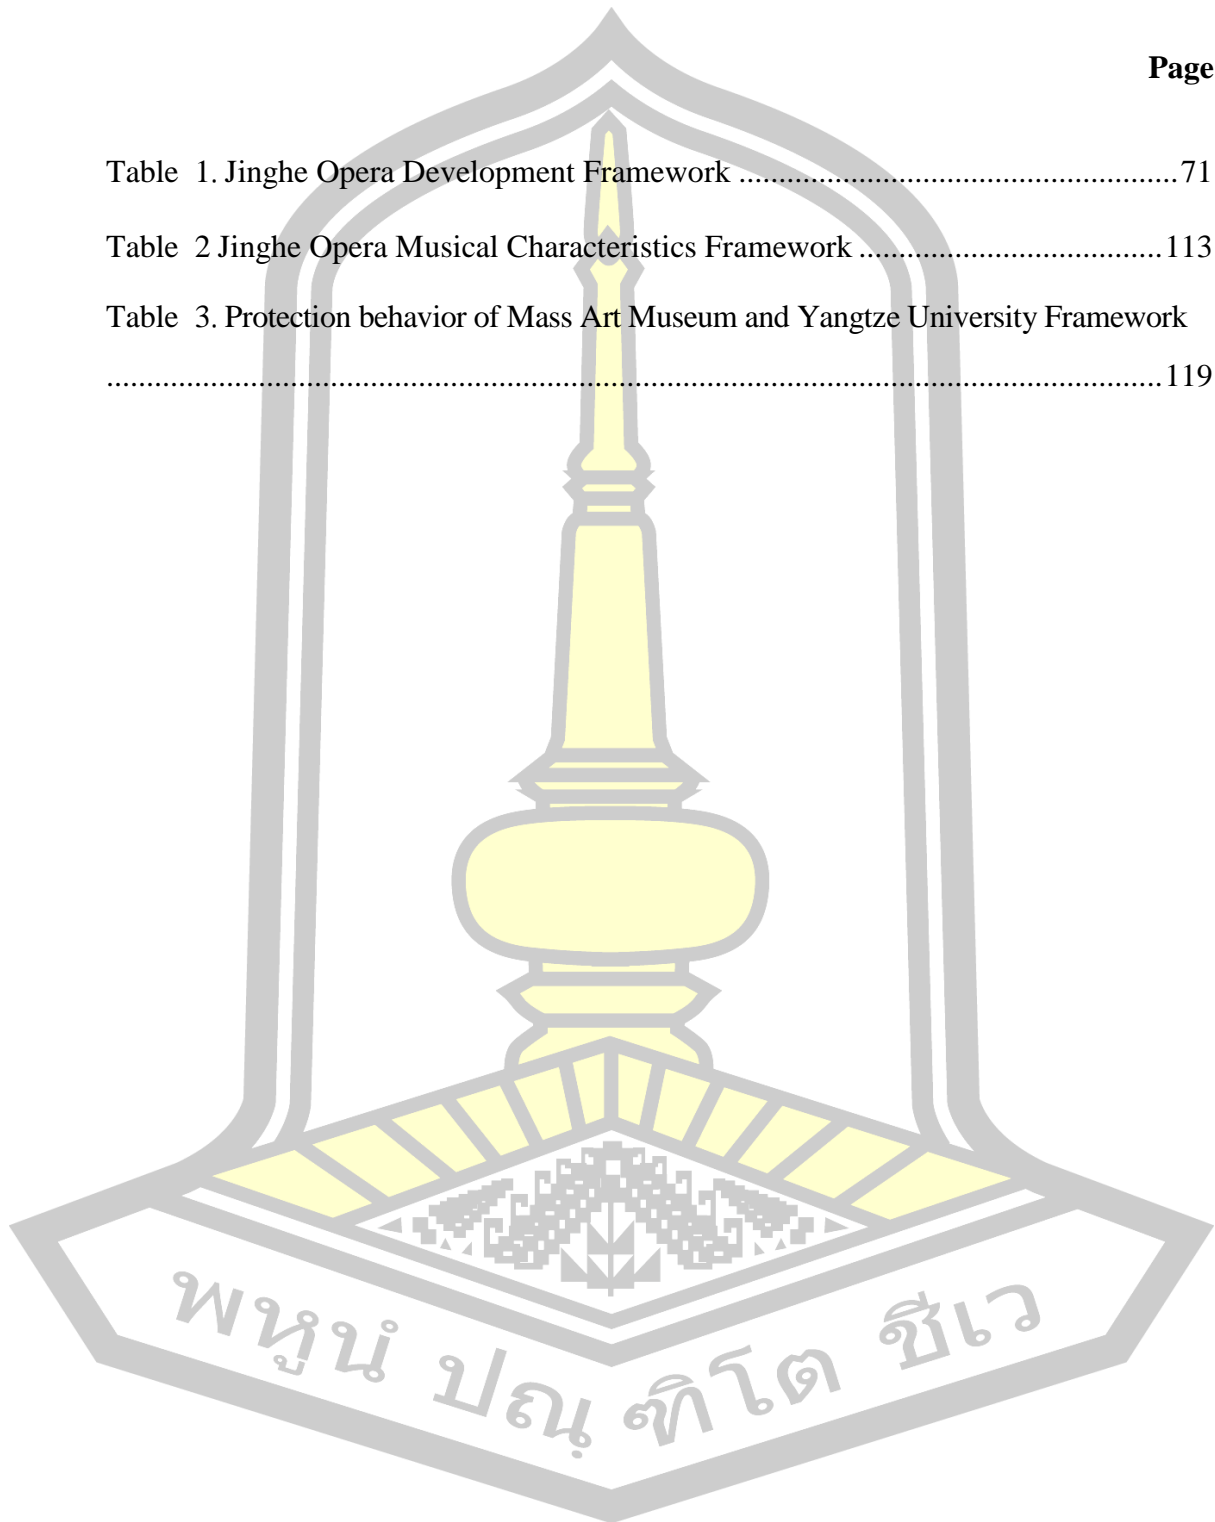 Page
Table 1. Jinghe Opera Development Framework .......................................................71
Table 2 Jinghe Opera Musical Characteristics Framework ......................................113
Table 3. Protection behavior of Mass Art Museum and Yangtze University Framework
....................................................................................................................................119
พหูนํ ปณฺฑิโต ชีเว